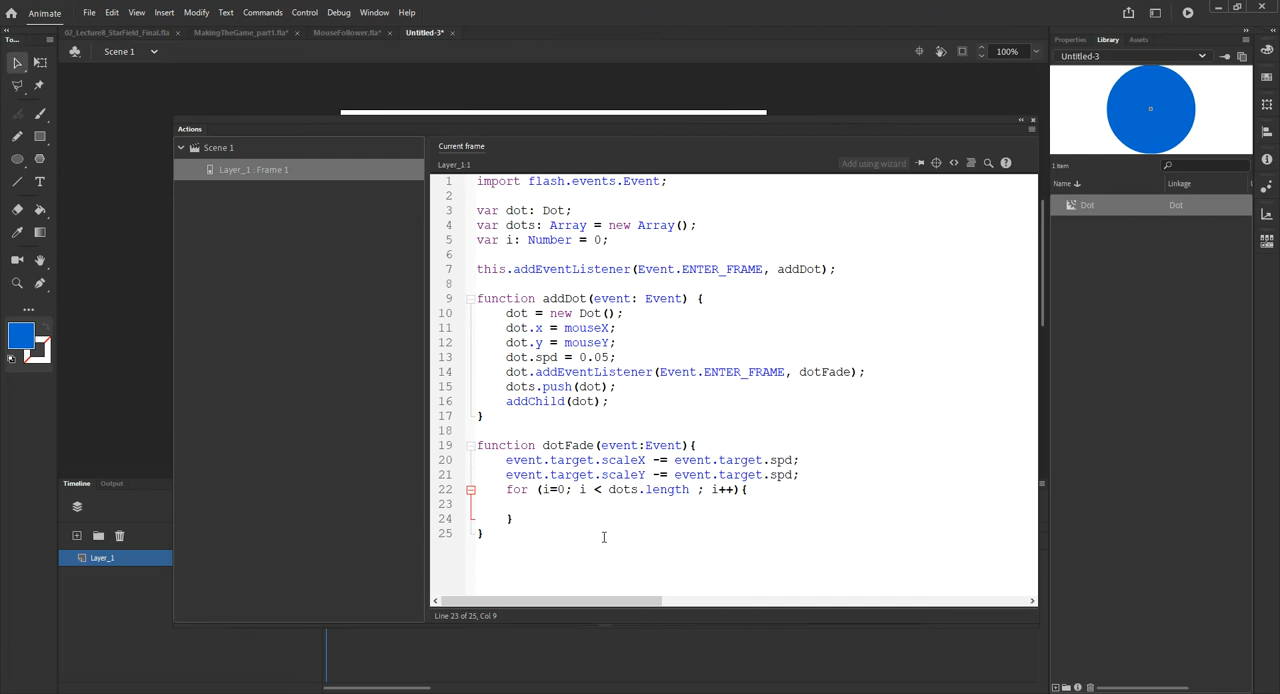 Animate File Edit View Insert Modify Text Commands Control Debug Window Help
02_Lecture8_StarField_Final.fla × MakingTheGame_part1.fla* × MouseFollower.fla* × Untitled-3* ×
To...
Scene 1
100%
Properties Library Assets
Untitled-3
1 item
Name Linkage
Dot Dot
Actions
Scene 1
Layer_1 : Frame 1
Current frame
Layer_1:1
Add using wizard
1 import flash.events.Event;
2
3 var dot: Dot;
4 var dots: Array = new Array();
5 var i: Number = 0;
6
7 this.addEventListener(Event.ENTER_FRAME, addDot);
8
9 function addDot(event: Event) {
10 dot = new Dot();
11 dot.x = mouseX;
12 dot.y = mouseY;
13 dot.spd = 0.05;
14 dot.addEventListener(Event.ENTER_FRAME, dotFade);
15 dots.push(dot);
16 addChild(dot);
17 }
18
19 function dotFade(event:Event){
20 event.target.scaleX -= event.target.spd;
21 event.target.scaleY -= event.target.spd;
22 for (i=0; i < dots.length ; i++){
23
24 }
25 }
Line 23 of 25, Col 9
Timeline Output
Layer_1